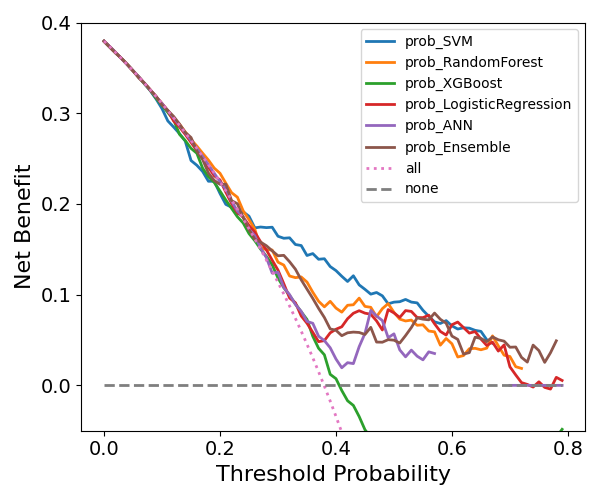 0.4
0.3
0.2
0.1
0.0
Net Benefit
prob_SVM
prob_RandomForest
prob_XGBoost
prob_LogisticRegression
prob_ANN
prob_Ensemble
all
none
0.0 0.2 0.4 0.6 0.8
Threshold Probability